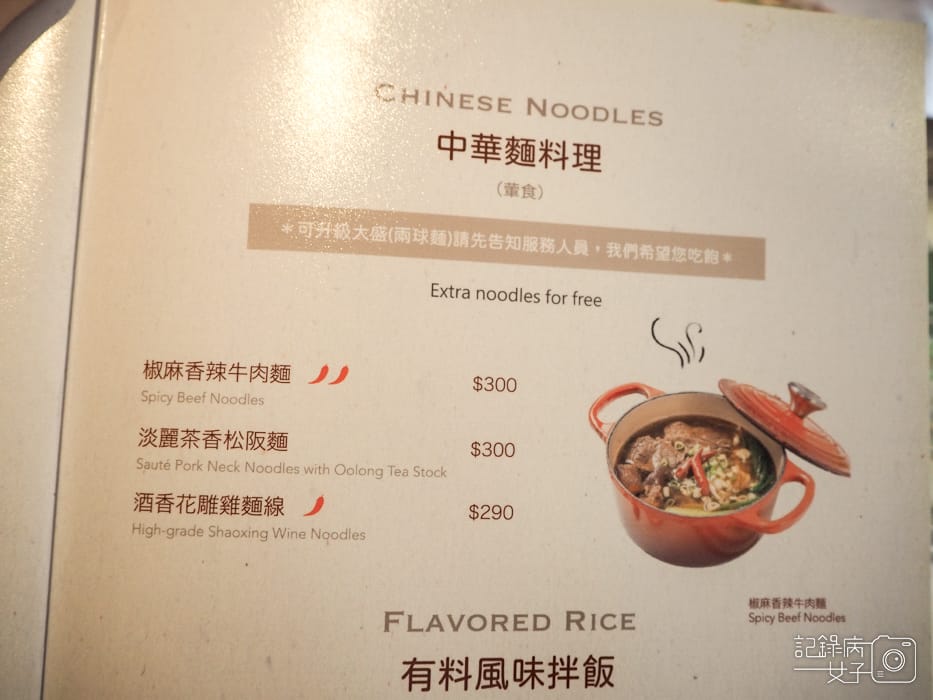 CHINESE NOODLES
中華麵料理
(葷食)
＊可升級大盛(兩球麵)請先告知服務人員，我們希望您吃飽＊
Extra noodles for free
椒麻香辣牛肉麵 $300
Spicy Beef Noodles
淡麗茶香松阪麵 $300
Sauté Pork Neck Noodles with Oolong Tea Stock
酒香花雕雞麵線 $290
High-grade Shaoxing Wine Noodles
椒麻香辣牛肉麵
Spicy Beef Noodles
FLAVORED RICE
有料風味拌飯
記錄病
女子